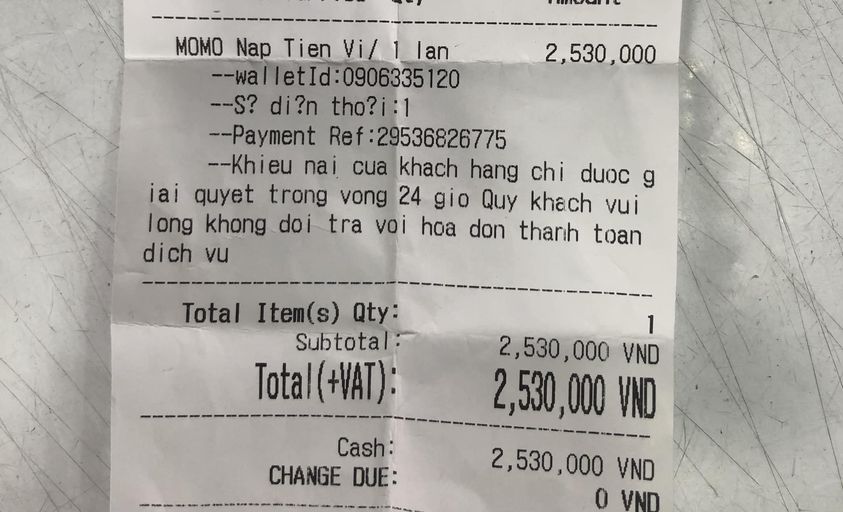 Qty Amount
MOMO Nap Tien Vi/ 1 lan 2,530,000
--walletId:0906335120
--S? di?n tho?i:1
--Payment Ref:29536826775
--Khieu nai cua khach hang chi duoc g
iai quyet trong vong 24 gio Quy khach vui
long khong doi tra voi hoa don thanh toan
dich vu
Total Item(s) Qty: 1
Subtotal: 2,530,000 VND
Total(+VAT): 2,530,000 VND
Cash: 2,530,000 VND
CHANGE DUE: 0 VND